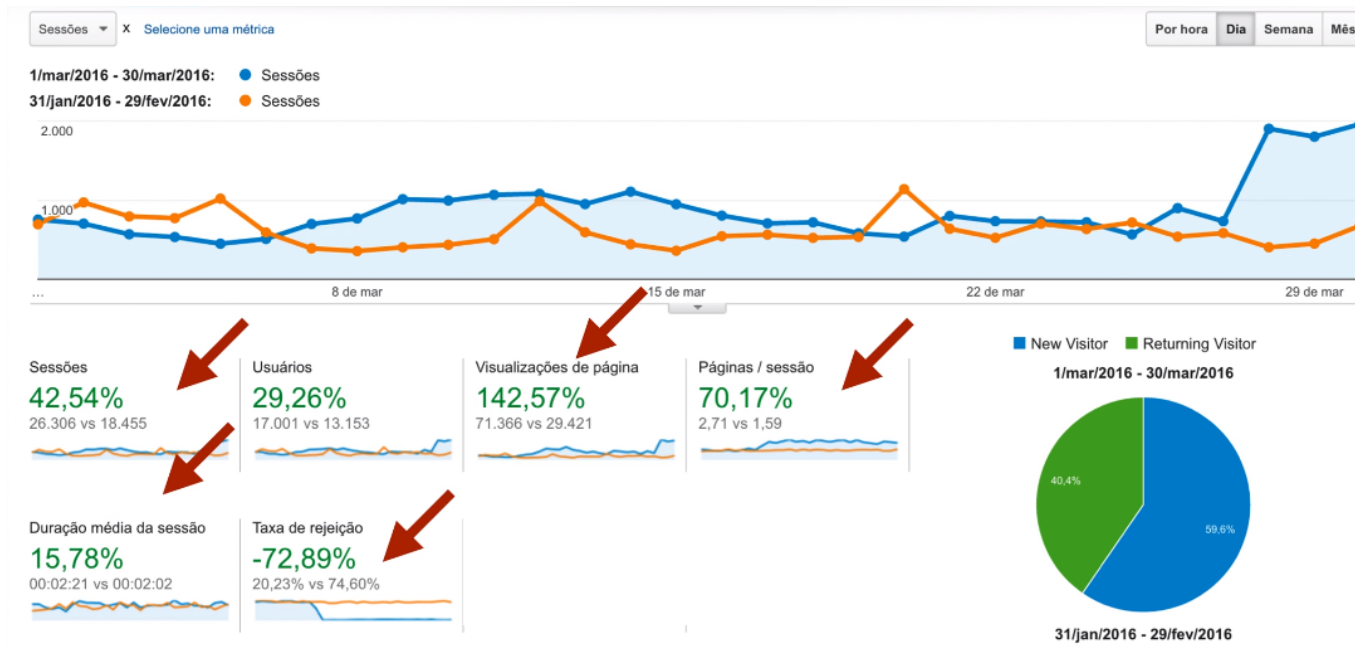 Sessões X Selecione uma métrica
Por hora Dia Semana Mês
1/mar/2016 - 30/mar/2016: Sessões
31/jan/2016 - 29/fev/2016: Sessões
2.000
1.000
... 8 de mar 15 de mar 22 de mar 29 de mar
Sessões
42,54%
26.306 vs 18.455
Usuários
29,26%
17.001 vs 13.153
Visualizações de página
142,57%
71.366 vs 29.421
Páginas / sessão
70,17%
2,71 vs 1,59
Duração média da sessão
15,78%
00:02:21 vs 00:02:02
Taxa de rejeição
-72,89%
20,23% vs 74,60%
New Visitor Returning Visitor
1/mar/2016 - 30/mar/2016
40,4%
59,6%
31/jan/2016 - 29/fev/2016